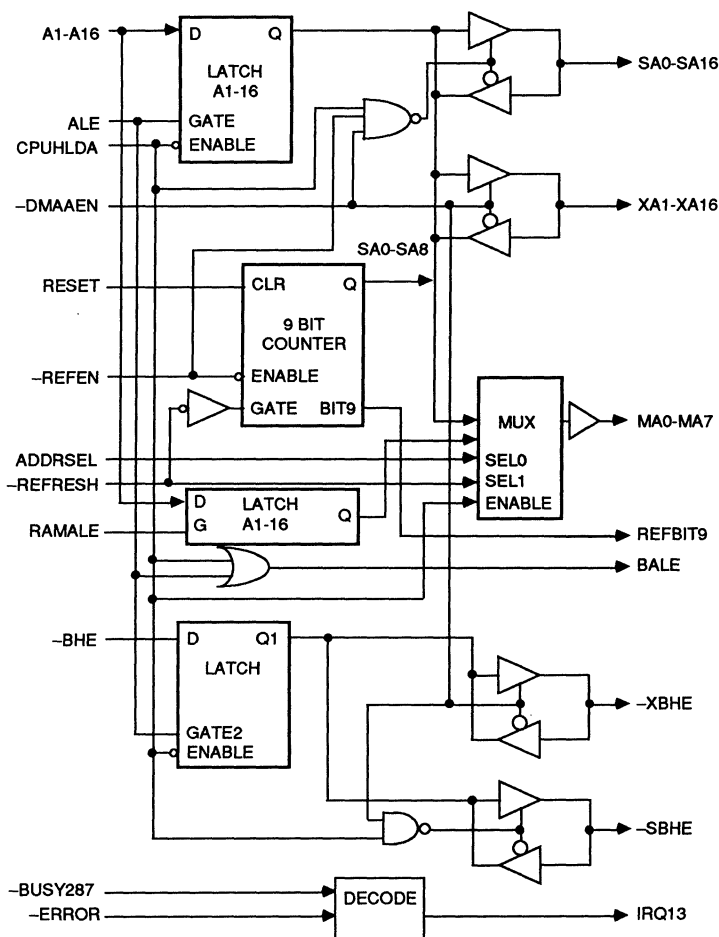 A1-A16
D Q
LATCH
A1-16
GATE
ENABLE
ALE
CPUHLDA
SA0-SA16
–DMAAEN
XA1-XA16
SA0-SA8
RESET
CLR Q
9 BIT
COUNTER
–REFEN
ENABLE
GATE BIT9
MUX
SEL0
SEL1
ENABLE
MA0-MA7
ADDRSEL
–REFRESH
D LATCH
G A1-16 Q
RAMALE
REFBIT9
BALE
–BHE
D Q1
LATCH
GATE2
ENABLE
–XBHE
–SBHE
–BUSY287
–ERROR
DECODE
IRQ13